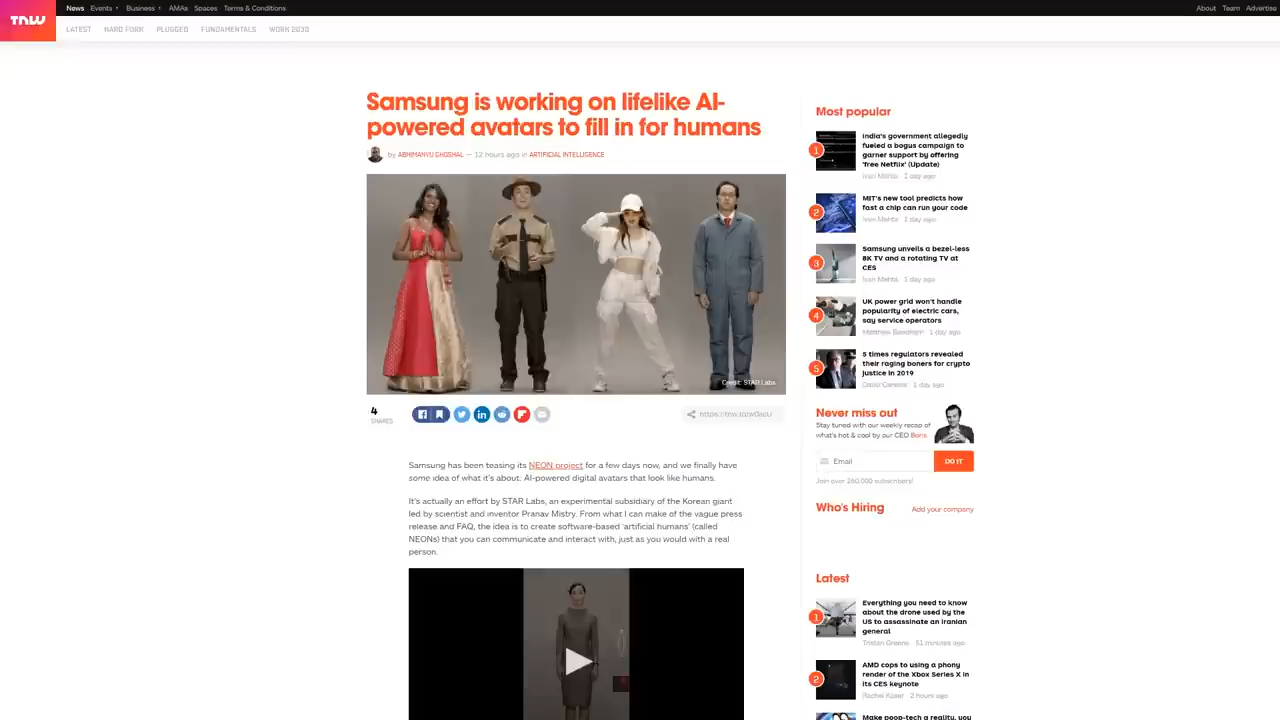 TNW
News Events Business AMAs Spaces Terms & Conditions
About Team Advertise
LATEST HARD FORK PLUGGED FUNDAMENTALS WORK 2030
Samsung is working on lifelike AI-
powered avatars to fill in for humans
by ABHIMANYU GHOSHAL — 12 hours ago in ARTIFICIAL INTELLIGENCE
Credit: STAR Labs
4
SHARES
Samsung has been teasing its NEON project for a few days now, and we finally have
some idea of what it's about: AI-powered digital avatars that look like humans.
It's actually an effort by STAR Labs, an experimental subsidiary of the Korean giant
led by scientist and inventor Pranav Mistry. From what I can make of the vague press
release and FAQ, the idea is to create software-based 'artificial humans' (called
NEONs) that you can communicate and interact with, just as you would with a real
person.
Most popular
1
India's government allegedly
fueled a bogus campaign to
garner support by offering
'free Netflix' (Update)
Ivan Mehta 1 day ago
2
MIT's new tool predicts how
fast a chip can run your code
Ivan Mehta 1 day ago
3
Samsung unveils a bezel-less
8K TV and a rotating TV at
CES
Ivan Mehta 1 day ago
4
UK power grid won't handle
popularity of electric cars,
say service operators
Matthew Beedham 1 day ago
5
5 times regulators revealed
their raging boners for crypto
justice in 2019
David Canellis 1 day ago
Never miss out
Stay tuned with our weekly recap of
what's hot & cool by our CEO Boris.
Email
DO IT
Join over 260,000 subscribers!
Who's Hiring
Add your company
Latest
1
Everything you need to know
about the drone used by the
US to assassinate an Iranian
general
Tristan Greene 51 minutes ago
2
AMD cops to using a phony
render of the Xbox Series X in
its CES keynote
Rachel Kaser 2 hours ago
Make poop-tech a reality, you